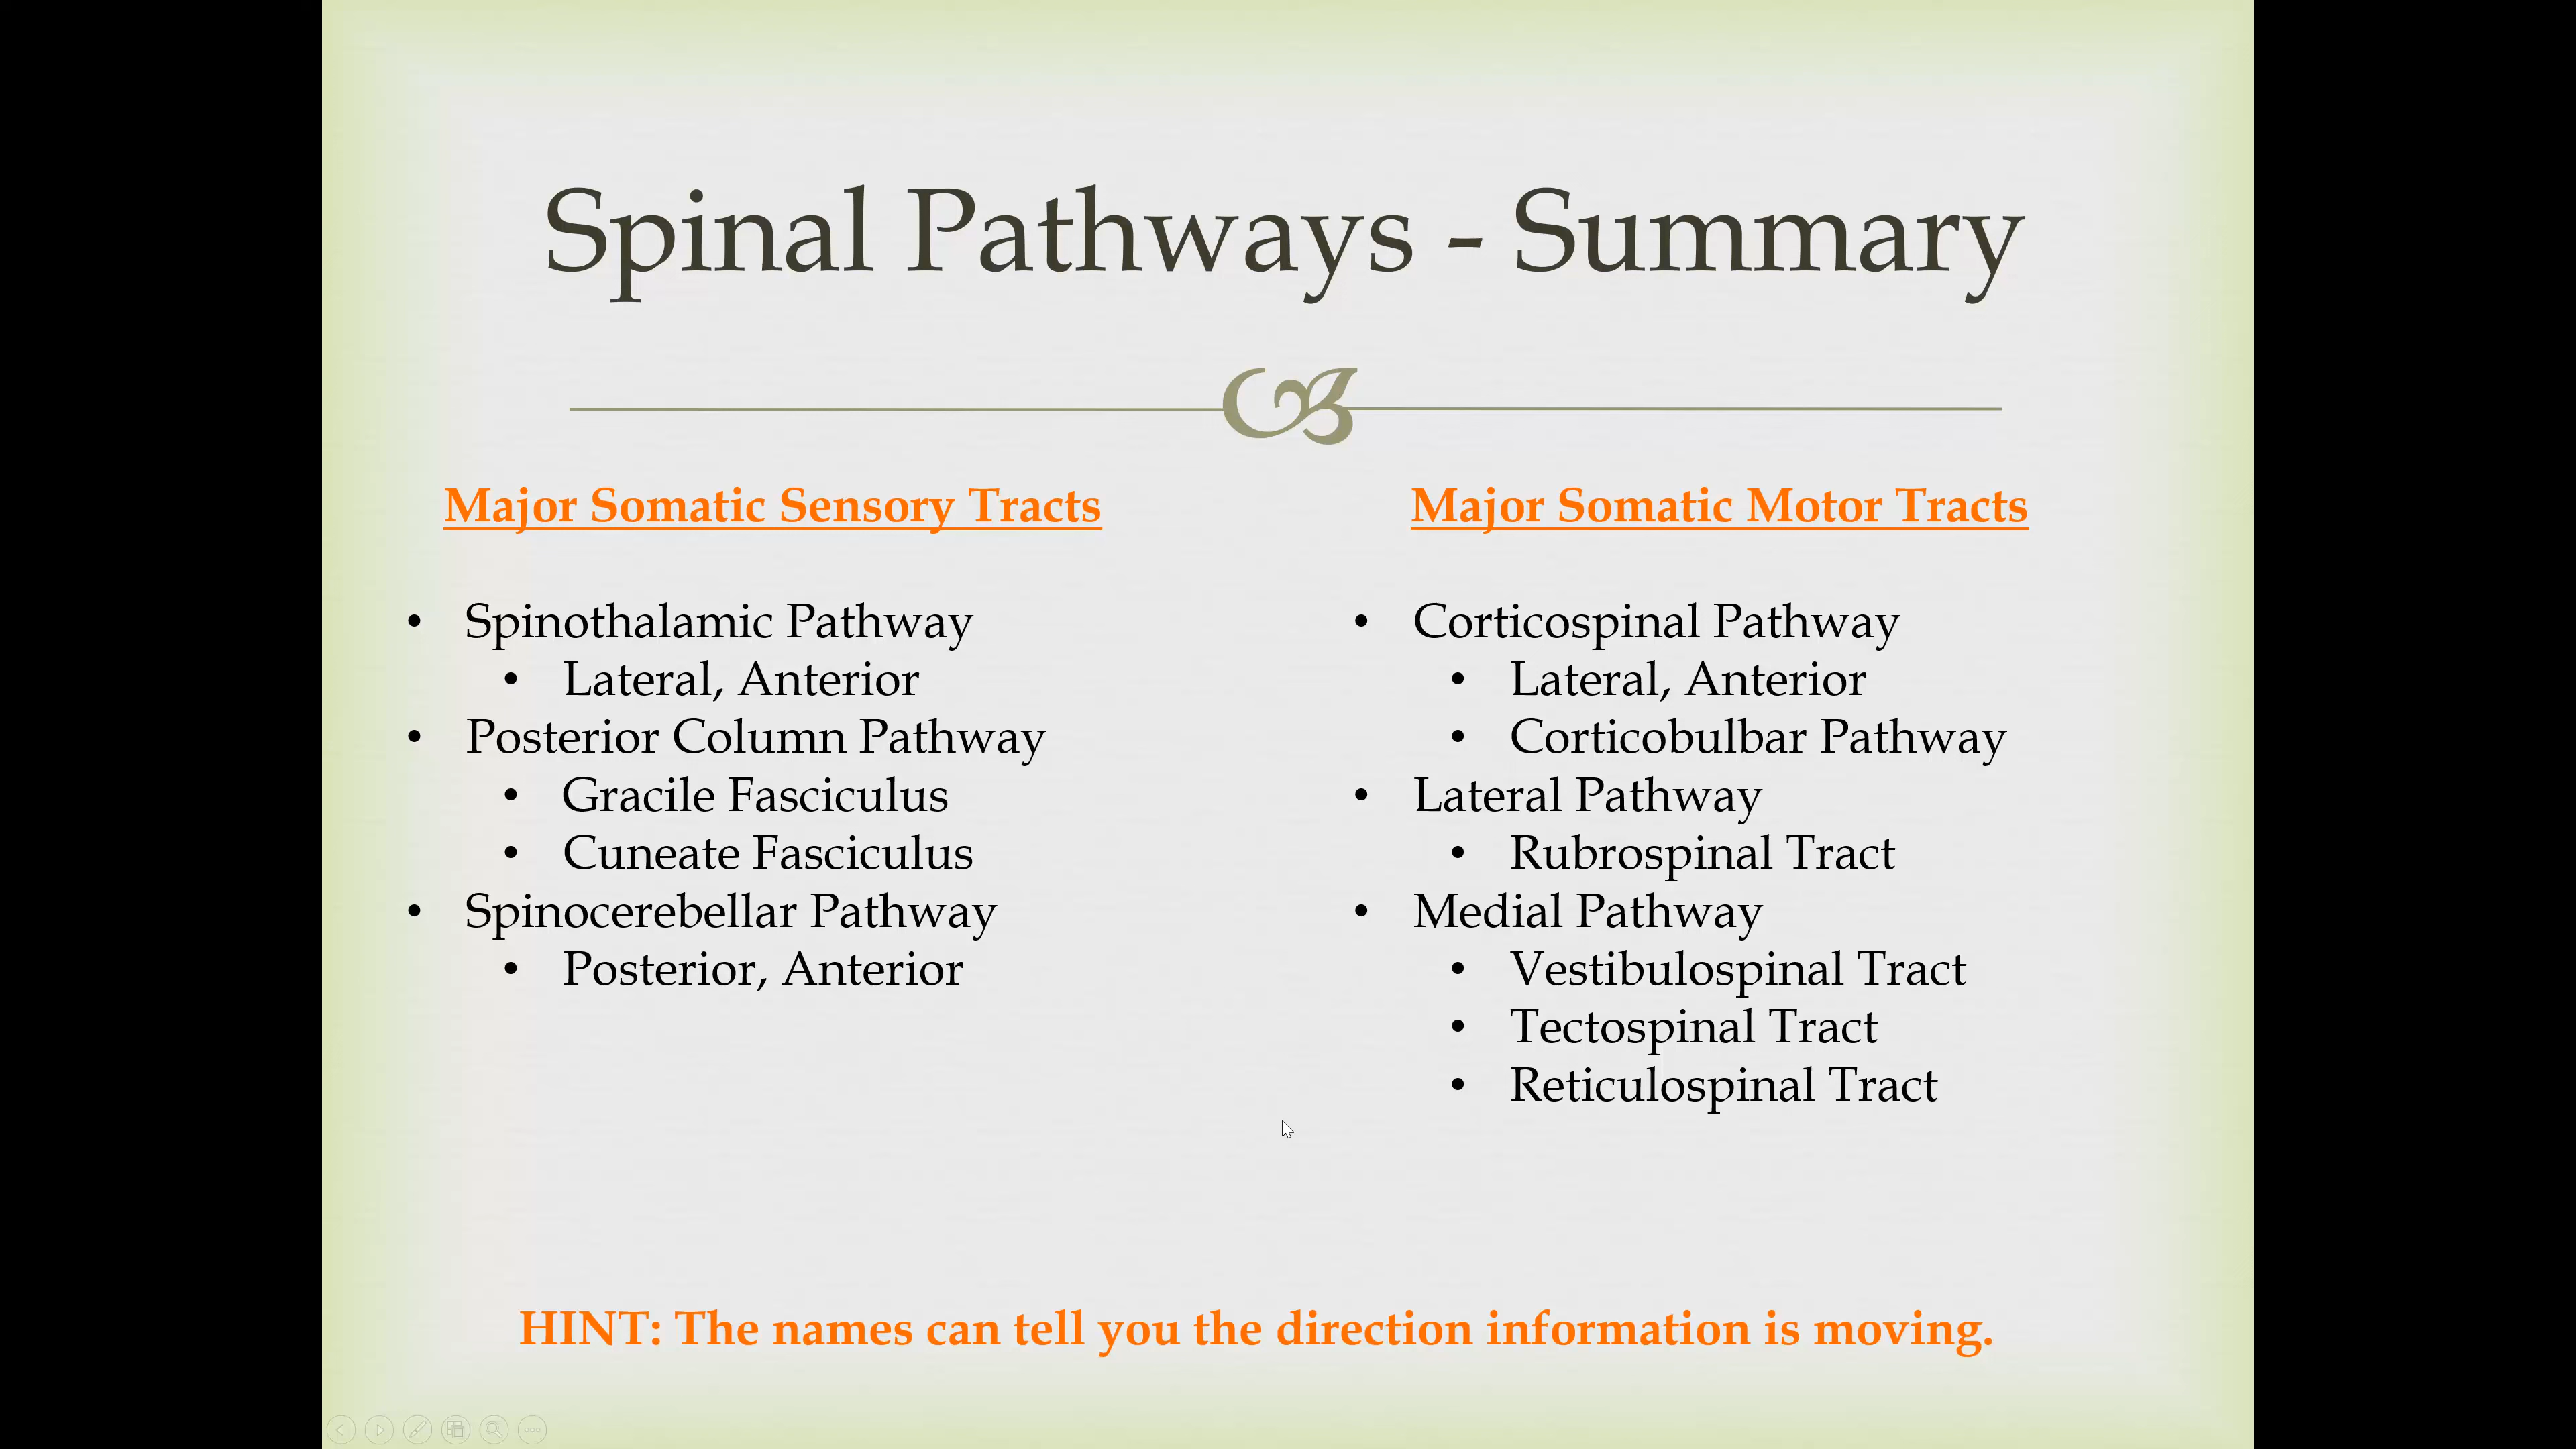 Spinal Pathways - Summary
Major Somatic Sensory Tracts
• Spinothalamic Pathway
• Lateral, Anterior
• Posterior Column Pathway
• Gracile Fasciculus
• Cuneate Fasciculus
• Spinocerebellar Pathway
• Posterior, Anterior
Major Somatic Motor Tracts
• Corticospinal Pathway
• Lateral, Anterior
• Corticobulbar Pathway
• Lateral Pathway
• Rubrospinal Tract
• Medial Pathway
• Vestibulospinal Tract
• Tectospinal Tract
• Reticulospinal Tract
HINT: The names can tell you the direction information is moving.